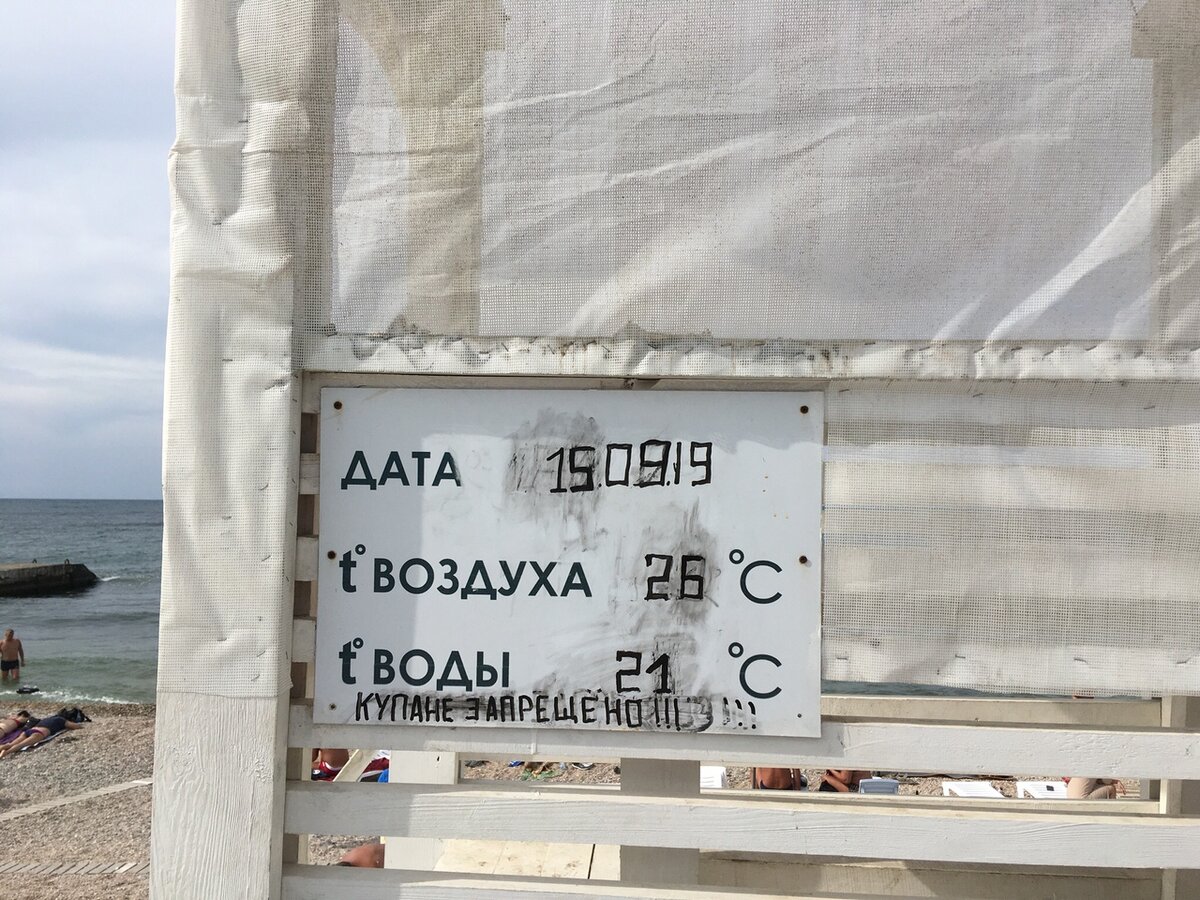 ДАТА 15.09.19
t° ВОЗДУХА 26 °C
t° ВОДЫ 21 °C
КУПАНЕ ЗАПРЕЩЕНО!!! !!!